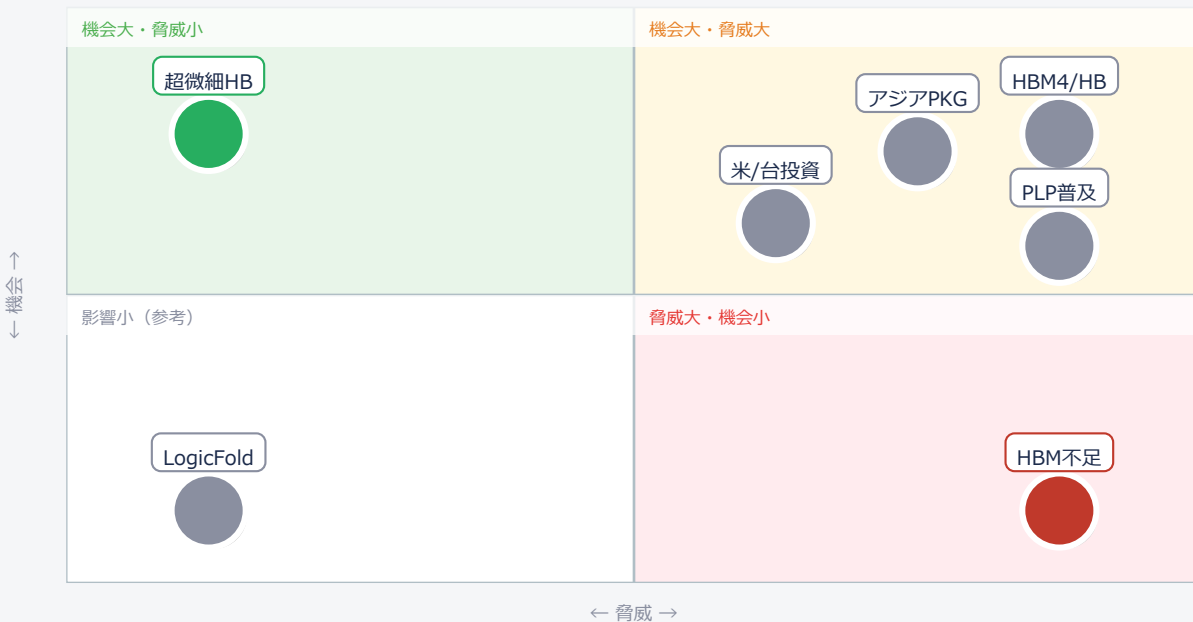 機会大・脅威小
機会大・脅威大
超微細HB
HBM4/HB
アジアPKG
米/台投資
PLP普及
← 機会 →
影響小（参考）
脅威大・機会小
LogicFold
HBM不足
← 脅威 →